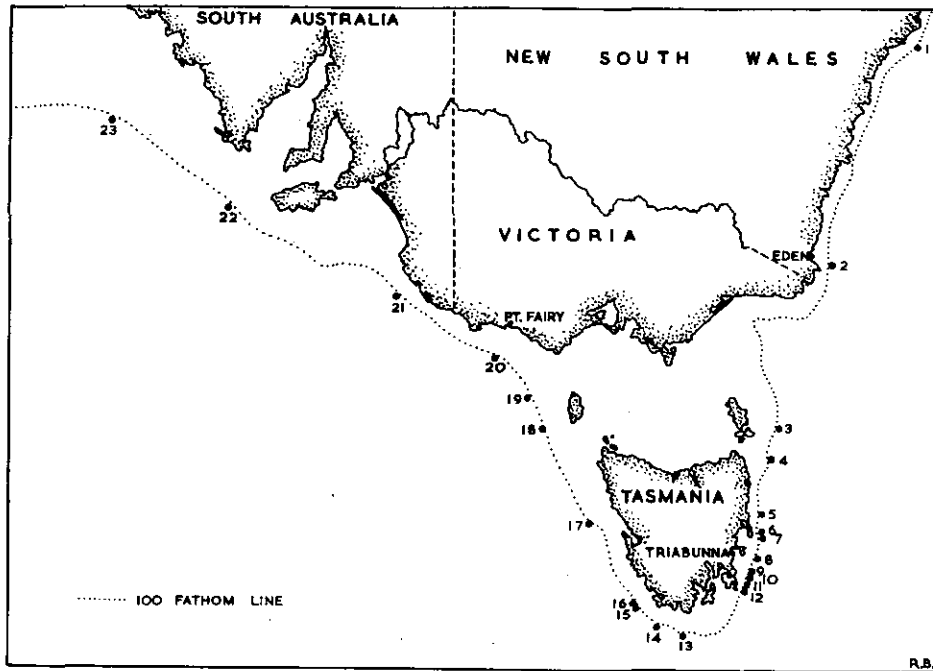 SOUTH AUSTRALIA
NEW SOUTH WALES
1
23
22
VICTORIA
EDEN
2
21
PT. FAIRY
20
19
18
3
4
TASMANIA
5
17
6
7
TRIABUNNA
8
9
10
11
12
16
15
14
13
100 FATHOM LINE
R.B.